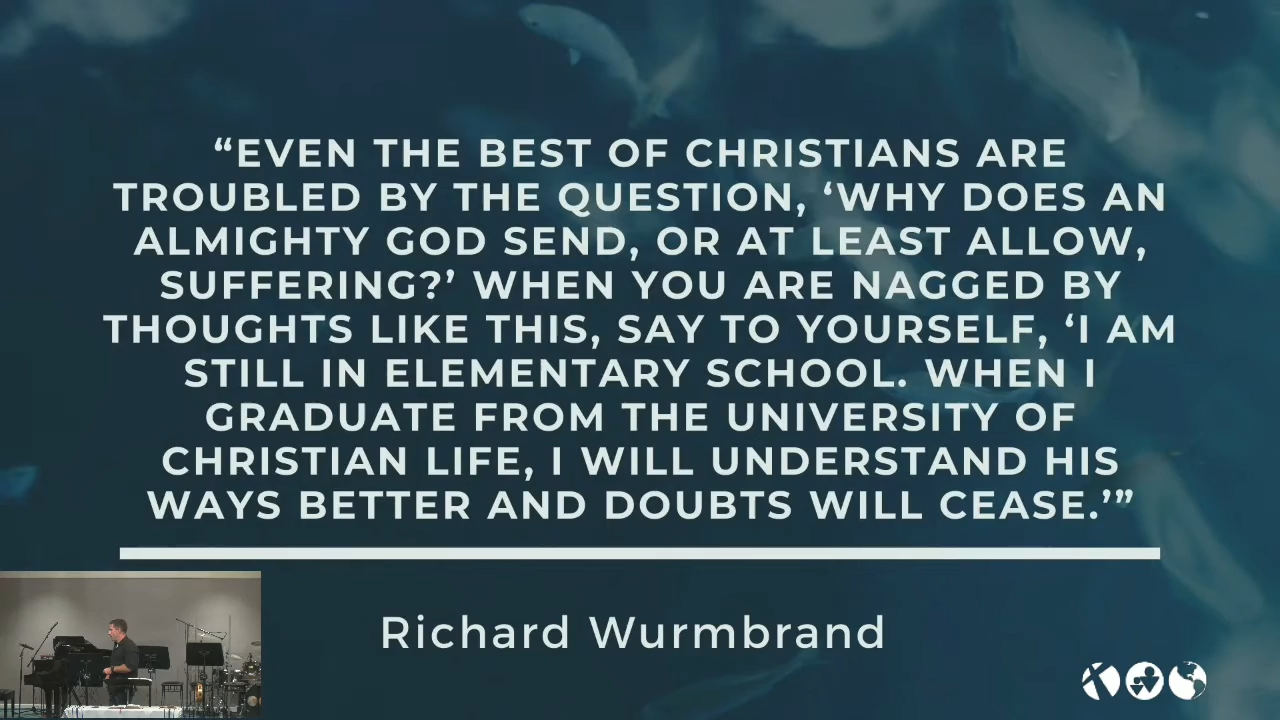 “EVEN THE BEST OF CHRISTIANS ARE
TROUBLED BY THE QUESTION, ‘WHY DOES AN
ALMIGHTY GOD SEND, OR AT LEAST ALLOW,
SUFFERING?’ WHEN YOU ARE NAGGED BY
THOUGHTS LIKE THIS, SAY TO YOURSELF, ‘I AM
STILL IN ELEMENTARY SCHOOL. WHEN I
GRADUATE FROM THE UNIVERSITY OF
CHRISTIAN LIFE, I WILL UNDERSTAND HIS
WAYS BETTER AND DOUBTS WILL CEASE.’”
Richard Wurmbrand